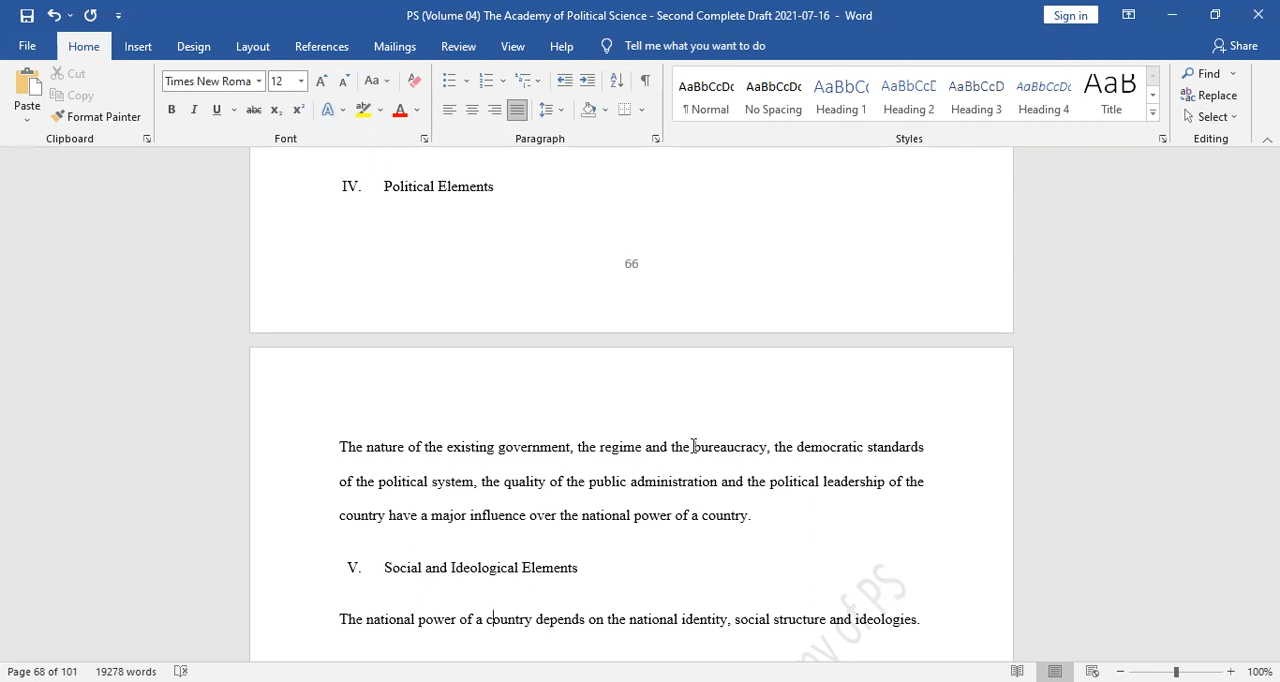 PS (Volume 04) The Academy of Political Science - Second Complete Draft 2021-07-16 - Word
Sign in
File Home Insert Design Layout References Mailings Review View Help Tell me what you want to do Share
Paste Cut Copy Format Painter
Clipboard
Times New Roma 12 Aa
B I U abc x₂ x² A A
Font
Paragraph
AaBbCcDc AaBbCcDc AaBbCc AaBbCcD AaBbCcD AaBbCcDc AaB
¶ Normal No Spacing Heading 1 Heading 2 Heading 3 Heading 4 Title
Styles
Find
Replace
Select
Editing
IV. Political Elements
66
The nature of the existing government, the regime and the bureaucracy, the democratic standards
of the political system, the quality of the public administration and the political leadership of the
country have a major influence over the national power of a country.
V. Social and Ideological Elements
The national power of a country depends on the national identity, social structure and ideologies.
of PS
Page 68 of 101 19278 words 100%